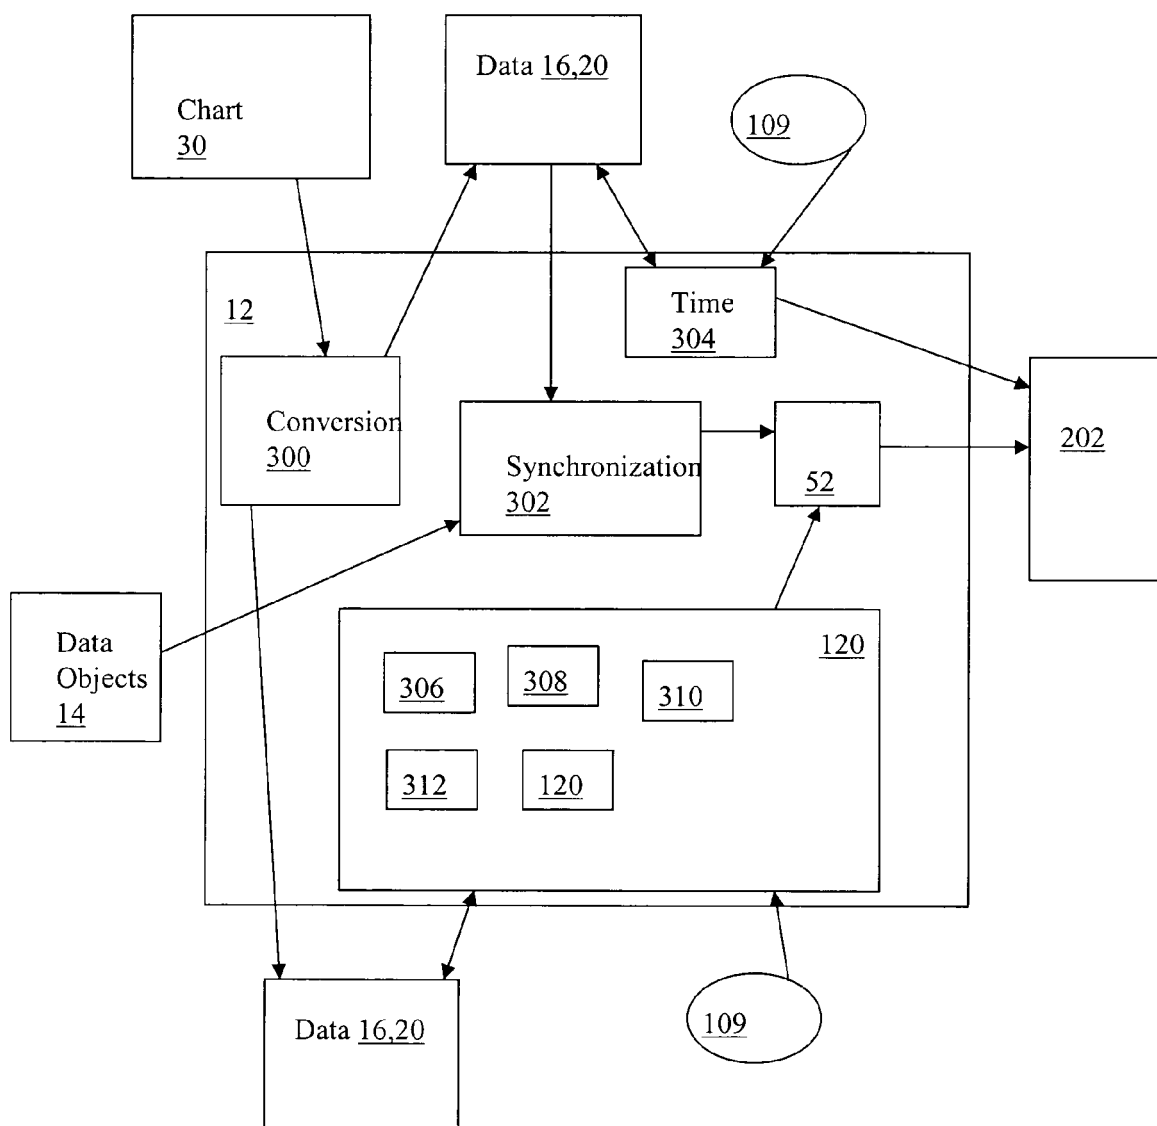 Data 16,20
Chart
30
109
12
Time
304
Conversion
300
Synchronization
302
52
202
Data
Objects
14
120
306
308
310
312
120
Data 16,20
109